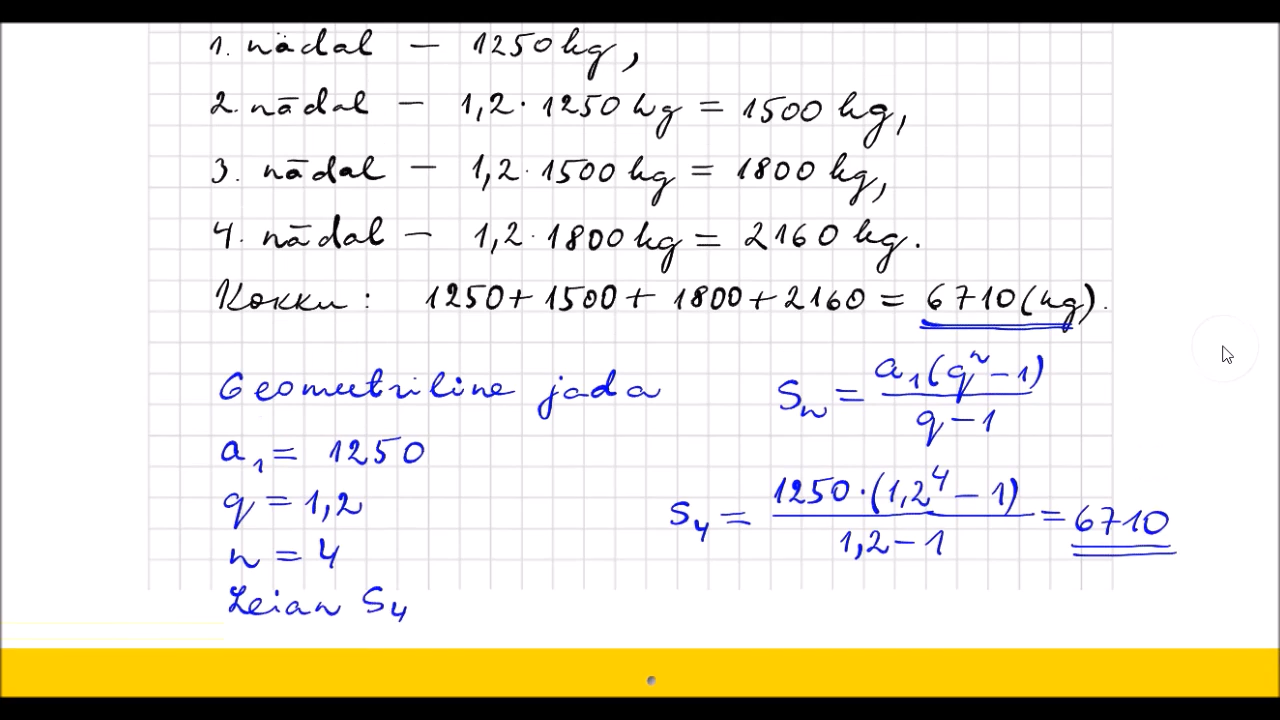 1. nädal – 1250 kg,
2. nädal – 1,2 · 1250 kg = 1500 kg,
3. nädal – 1,2 · 1500 kg = 1800 kg,
4. nädal – 1,2 · 1800 kg = 2160 kg.
Kokku: 1250 + 1500 + 1800 + 2160 = 6710 (kg).
Geomeetriline jada
Sₙ = a₁(qⁿ – 1) / (q – 1)
a₁ = 1250
q = 1,2
S₄ = 1250 · (1,2⁴ – 1) / (1,2 – 1) = 6710
n = 4
Leian S₄